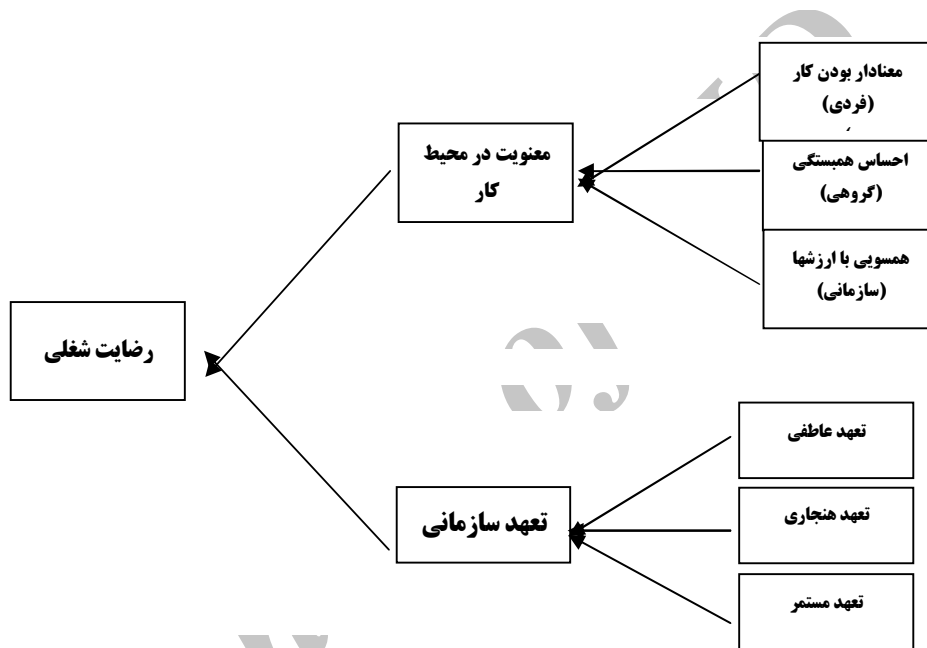 معنادار بودن کار
(فردی)
احساس همبستگی
(گروهی)
همسویی با ارزشها
(سازمانی)
معنویت در محیط
کار
رضایت شغلی
تعهد عاطفی
تعهد هنجاری
تعهد مستمر
تعهد سازمانی